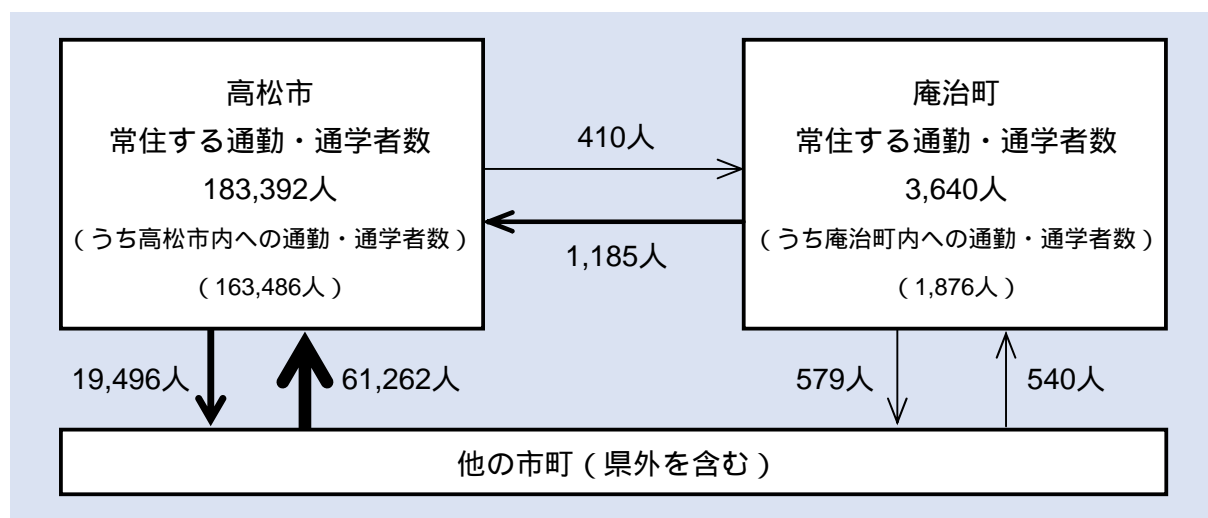 高松市
常住する通勤・通学者数
183,392人
（うち高松市内への通勤・通学者数）
（163,486人）
410人
1,185人
庵治町
常住する通勤・通学者数
3,640人
（うち庵治町内への通勤・通学者数）
（1,876人）
19,496人
61,262人
579人
540人
他の市町（県外を含む）